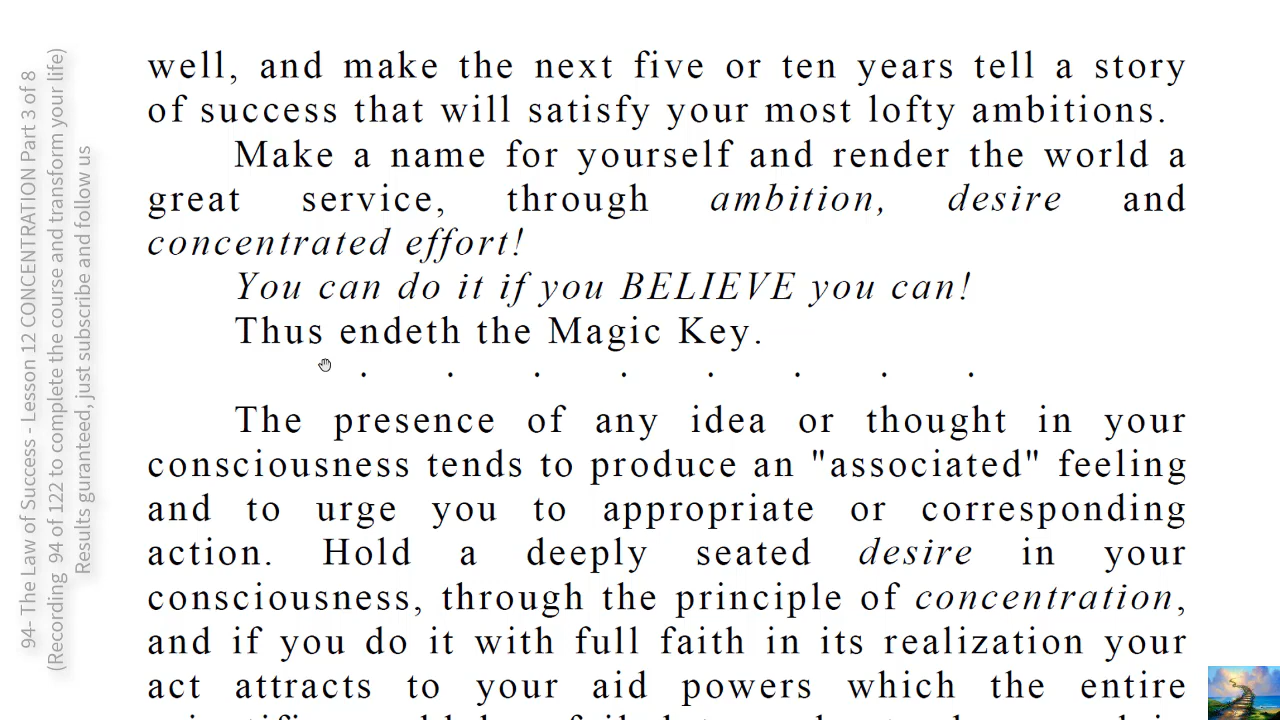 94- The Law of Success - Lesson 12 CONCENTRATION Part 3 of 8
(Recording  94 of 122 to complete the course and transform your life)
Results guranteed, just subscribe and follow us
well, and make the next five or ten years tell a story
of success that will satisfy your most lofty ambitions.
Make a name for yourself and render the world a
great service, through ambition, desire and
concentrated effort!
You can do it if you BELIEVE you can!
Thus endeth the Magic Key.
. . . . . . . .
The presence of any idea or thought in your
consciousness tends to produce an "associated" feeling
and to urge you to appropriate or corresponding
action. Hold a deeply seated desire in your
consciousness, through the principle of concentration,
and if you do it with full faith in its realization your
act attracts to your aid powers which the entire